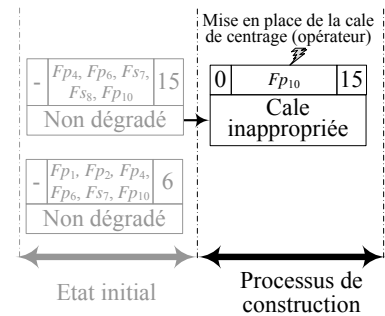 Mise en place de la cale
de centrage (opérateur)
- Fp4, Fp6, Fs7, Fs8, Fp10 15
Non dégradé
0 Fp10 15
Cale
inappropriée
- Fp1, Fp2, Fp4, Fp6, Fs7, Fp10 6
Non dégradé
Etat initial
Processus de
construction